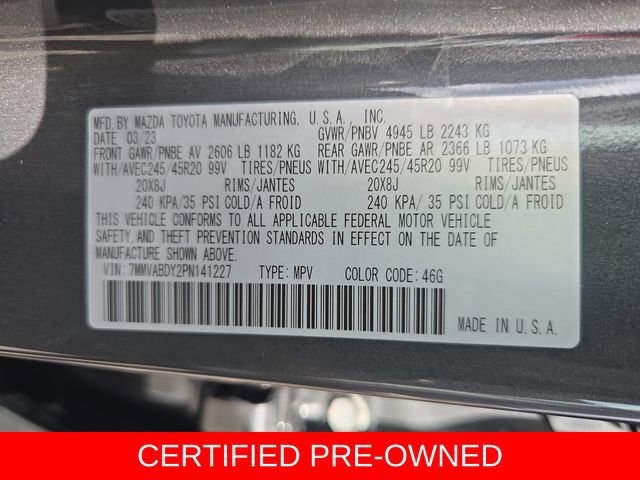 MFD. BY MAZDA TOYOTA MANUFACTURING, U.S.A., INC.
DATE 03/23 GVWR/PNBV 4945 LB 2243 KG
FRONT GAWR/PNBE AV 2606 LB 1182 KG REAR GAWR/PNBE AR 2366 LB 1073 KG
WITH/AVEC245/45R20 99V TIRES/PNEUS WITH/AVEC245/45R20 99V TIRES/PNEUS
20X8J RIMS/JANTES 20X8J RIMS/JANTES
240 KPA/35 PSI COLD/A FROID 240 KPA/ 35 PSI COLD/A FROID
THIS VEHICLE CONFORMS TO ALL APPLICABLE FEDERAL MOTOR VEHICLE
SAFETY, AND THEFT PREVENTION STANDARDS IN EFFECT ON THE DATE OF
MANUFACTURE SHOWN ABOVE.
VIN: 7MMVABDY2PN141227 TYPE: MPV COLOR CODE: 46G
MADE IN U.S.A.
CERTIFIED PRE-OWNED